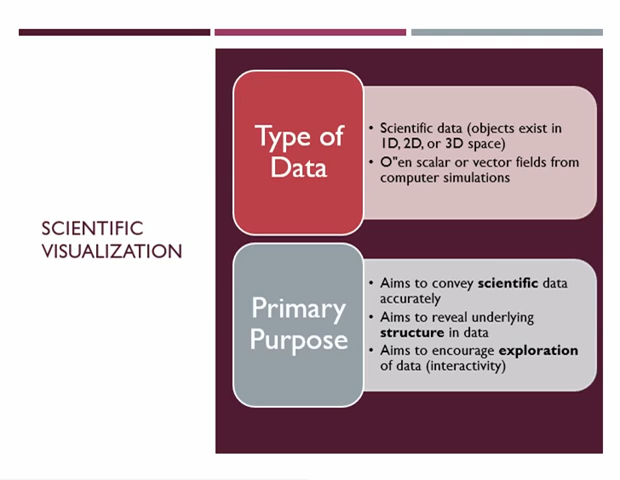 SCIENTIFIC
VISUALIZATION
Type of
Data
• Scientific data (objects exist in
1D, 2D, or 3D space)
• O"en scalar or vector fields from
computer simulations
Primary
Purpose
• Aims to convey scientific data
accurately
• Aims to reveal underlying
structure in data
• Aims to encourage exploration
of data (interactivity)